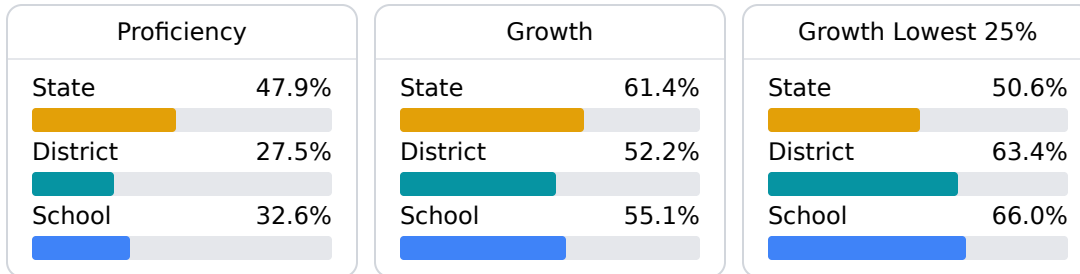 Proficiency
State 47.9%
District 27.5%
School 32.6%
Growth
State 61.4%
District 52.2%
School 55.1%
Growth Lowest 25%
State 50.6%
District 63.4%
School 66.0%